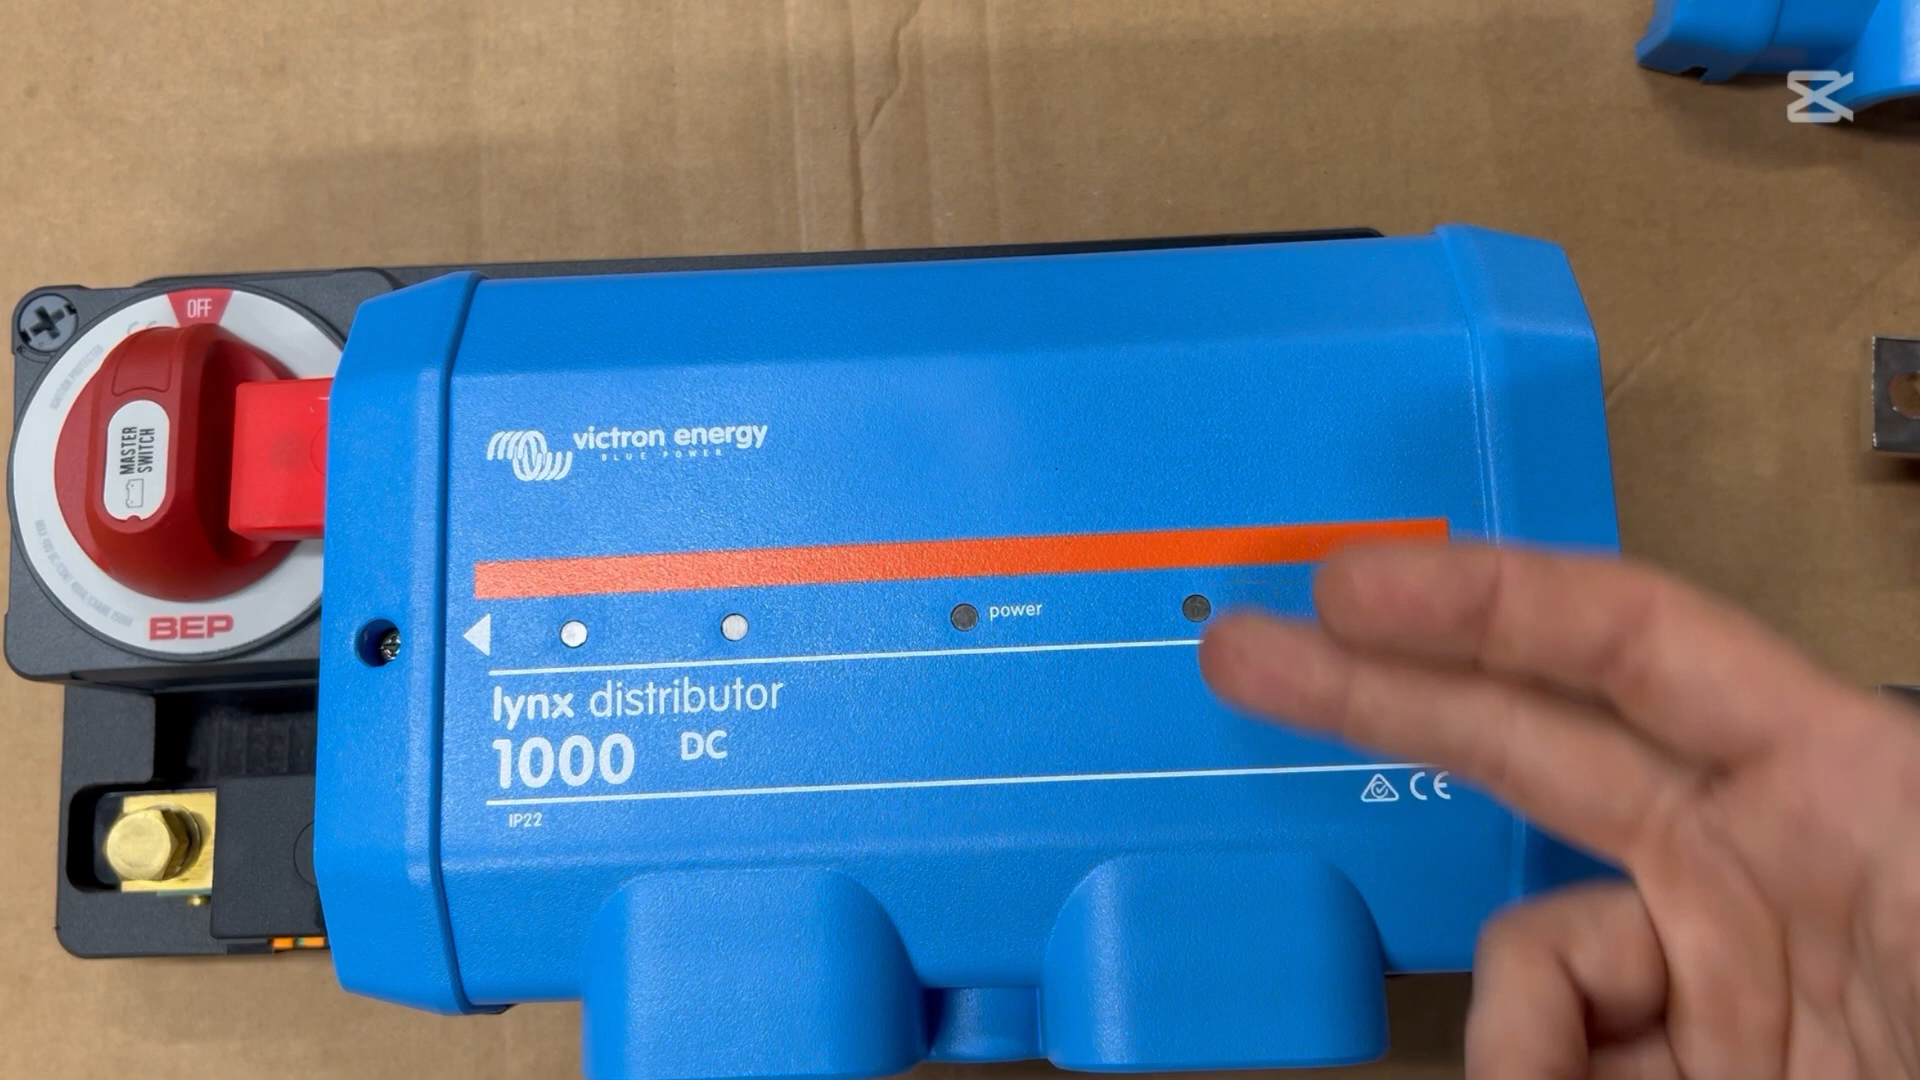 OFF
MASTER
SWITCH
BEP
victron energy
BLUE POWER
power
lynx distributor
1000 DC
IP22
CE